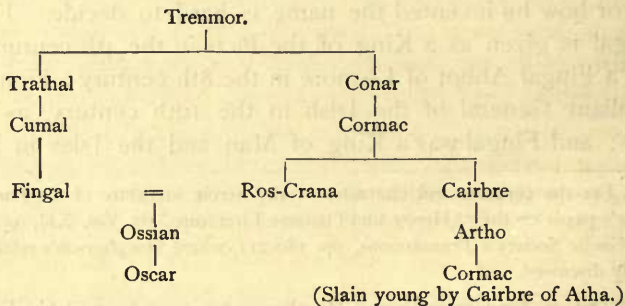 Trenmor.
Trathal Conar
Cumal Cormac
Fingal = Ros-Crana Cairbre
Ossian Artho
Oscar Cormac
(Slain young by Cairbre of Atha.)